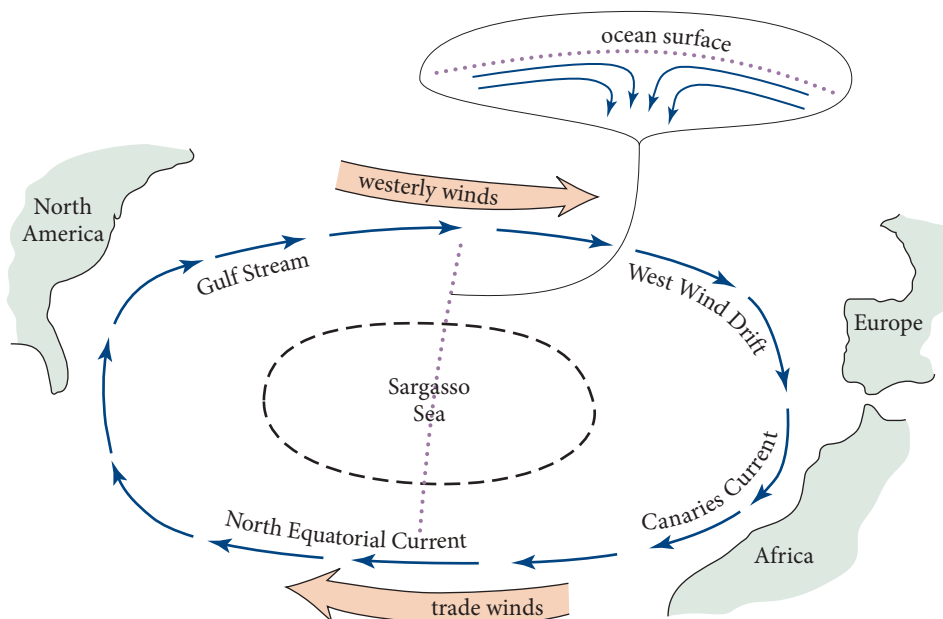 ocean surface
westerly winds
North
America
Gulf Stream
West Wind Drift
Europe
Sargasso
Sea
Canaries Current
North Equatorial Current
Africa
trade winds